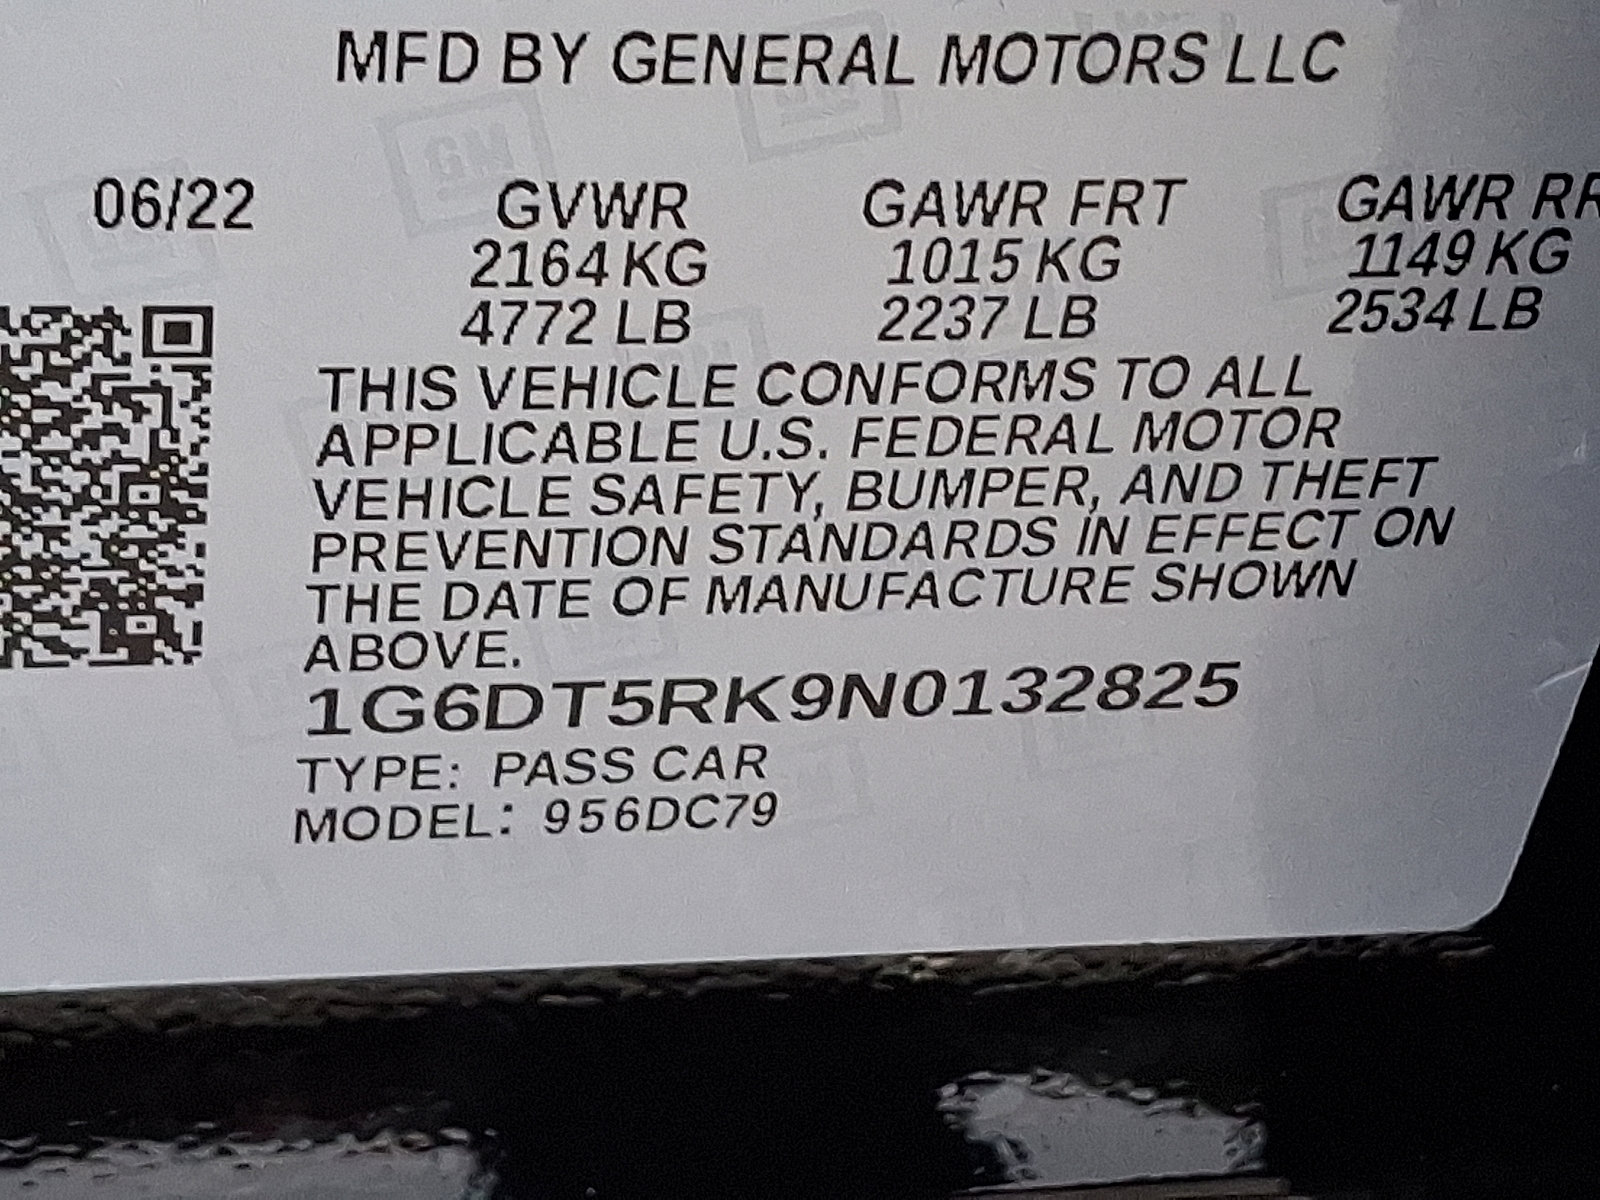 MFD BY GENERAL MOTORS LLC
06/22 GVWR GAWR FRT GAWR RR
2164 KG 1015 KG 1149 KG
4772 LB 2237 LB 2534 LB
THIS VEHICLE CONFORMS TO ALL
APPLICABLE U.S. FEDERAL MOTOR
VEHICLE SAFETY, BUMPER, AND THEFT
PREVENTION STANDARDS IN EFFECT ON
THE DATE OF MANUFACTURE SHOWN
ABOVE.
1G6DT5RK9N0132825
TYPE: PASS CAR
MODEL: 956DC79